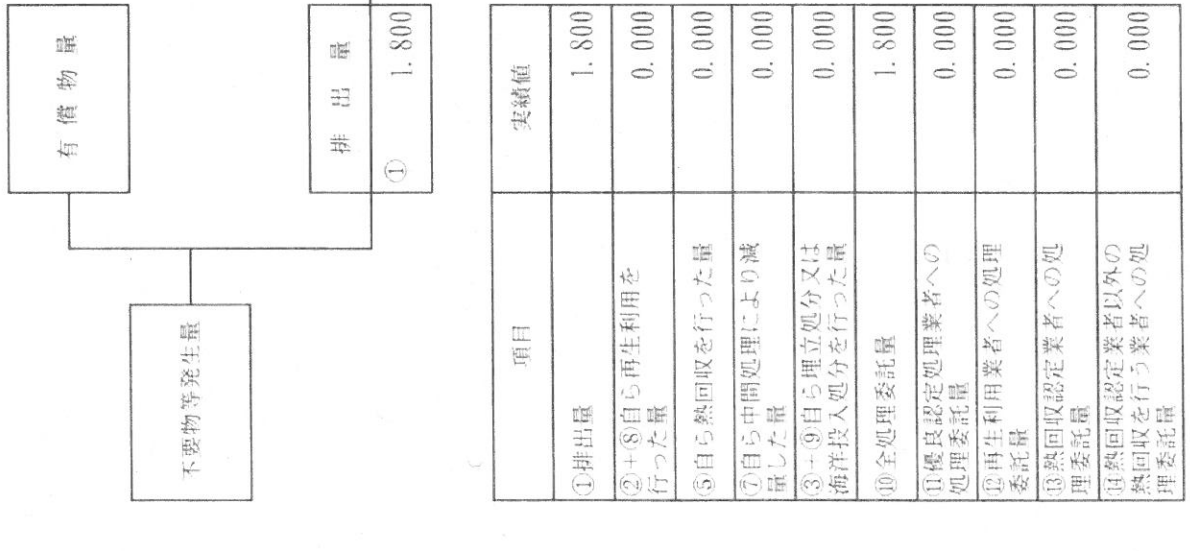 不要物等発生量
有償物量
排出量
① 1.800
項目 実績値
①排出量 1.800
②+⑧自ら再生利用を
行った量 0.000
⑤自ら熱回収を行った量 0.000
⑦自ら中間処理により減
量した量 0.000
③+⑨自ら埋立処分又は
海洋投入処分を行った量 0.000
⑩全処理委託量 1.800
⑪優良認定処理業者への
処理委託量 0.000
⑫再生利用業者への処理
委託量 0.000
⑬熱回収認定業者への処
理委託量 0.000
⑭熱回収認定業者以外の
熱回収を行う業者への処
理委託量 0.000